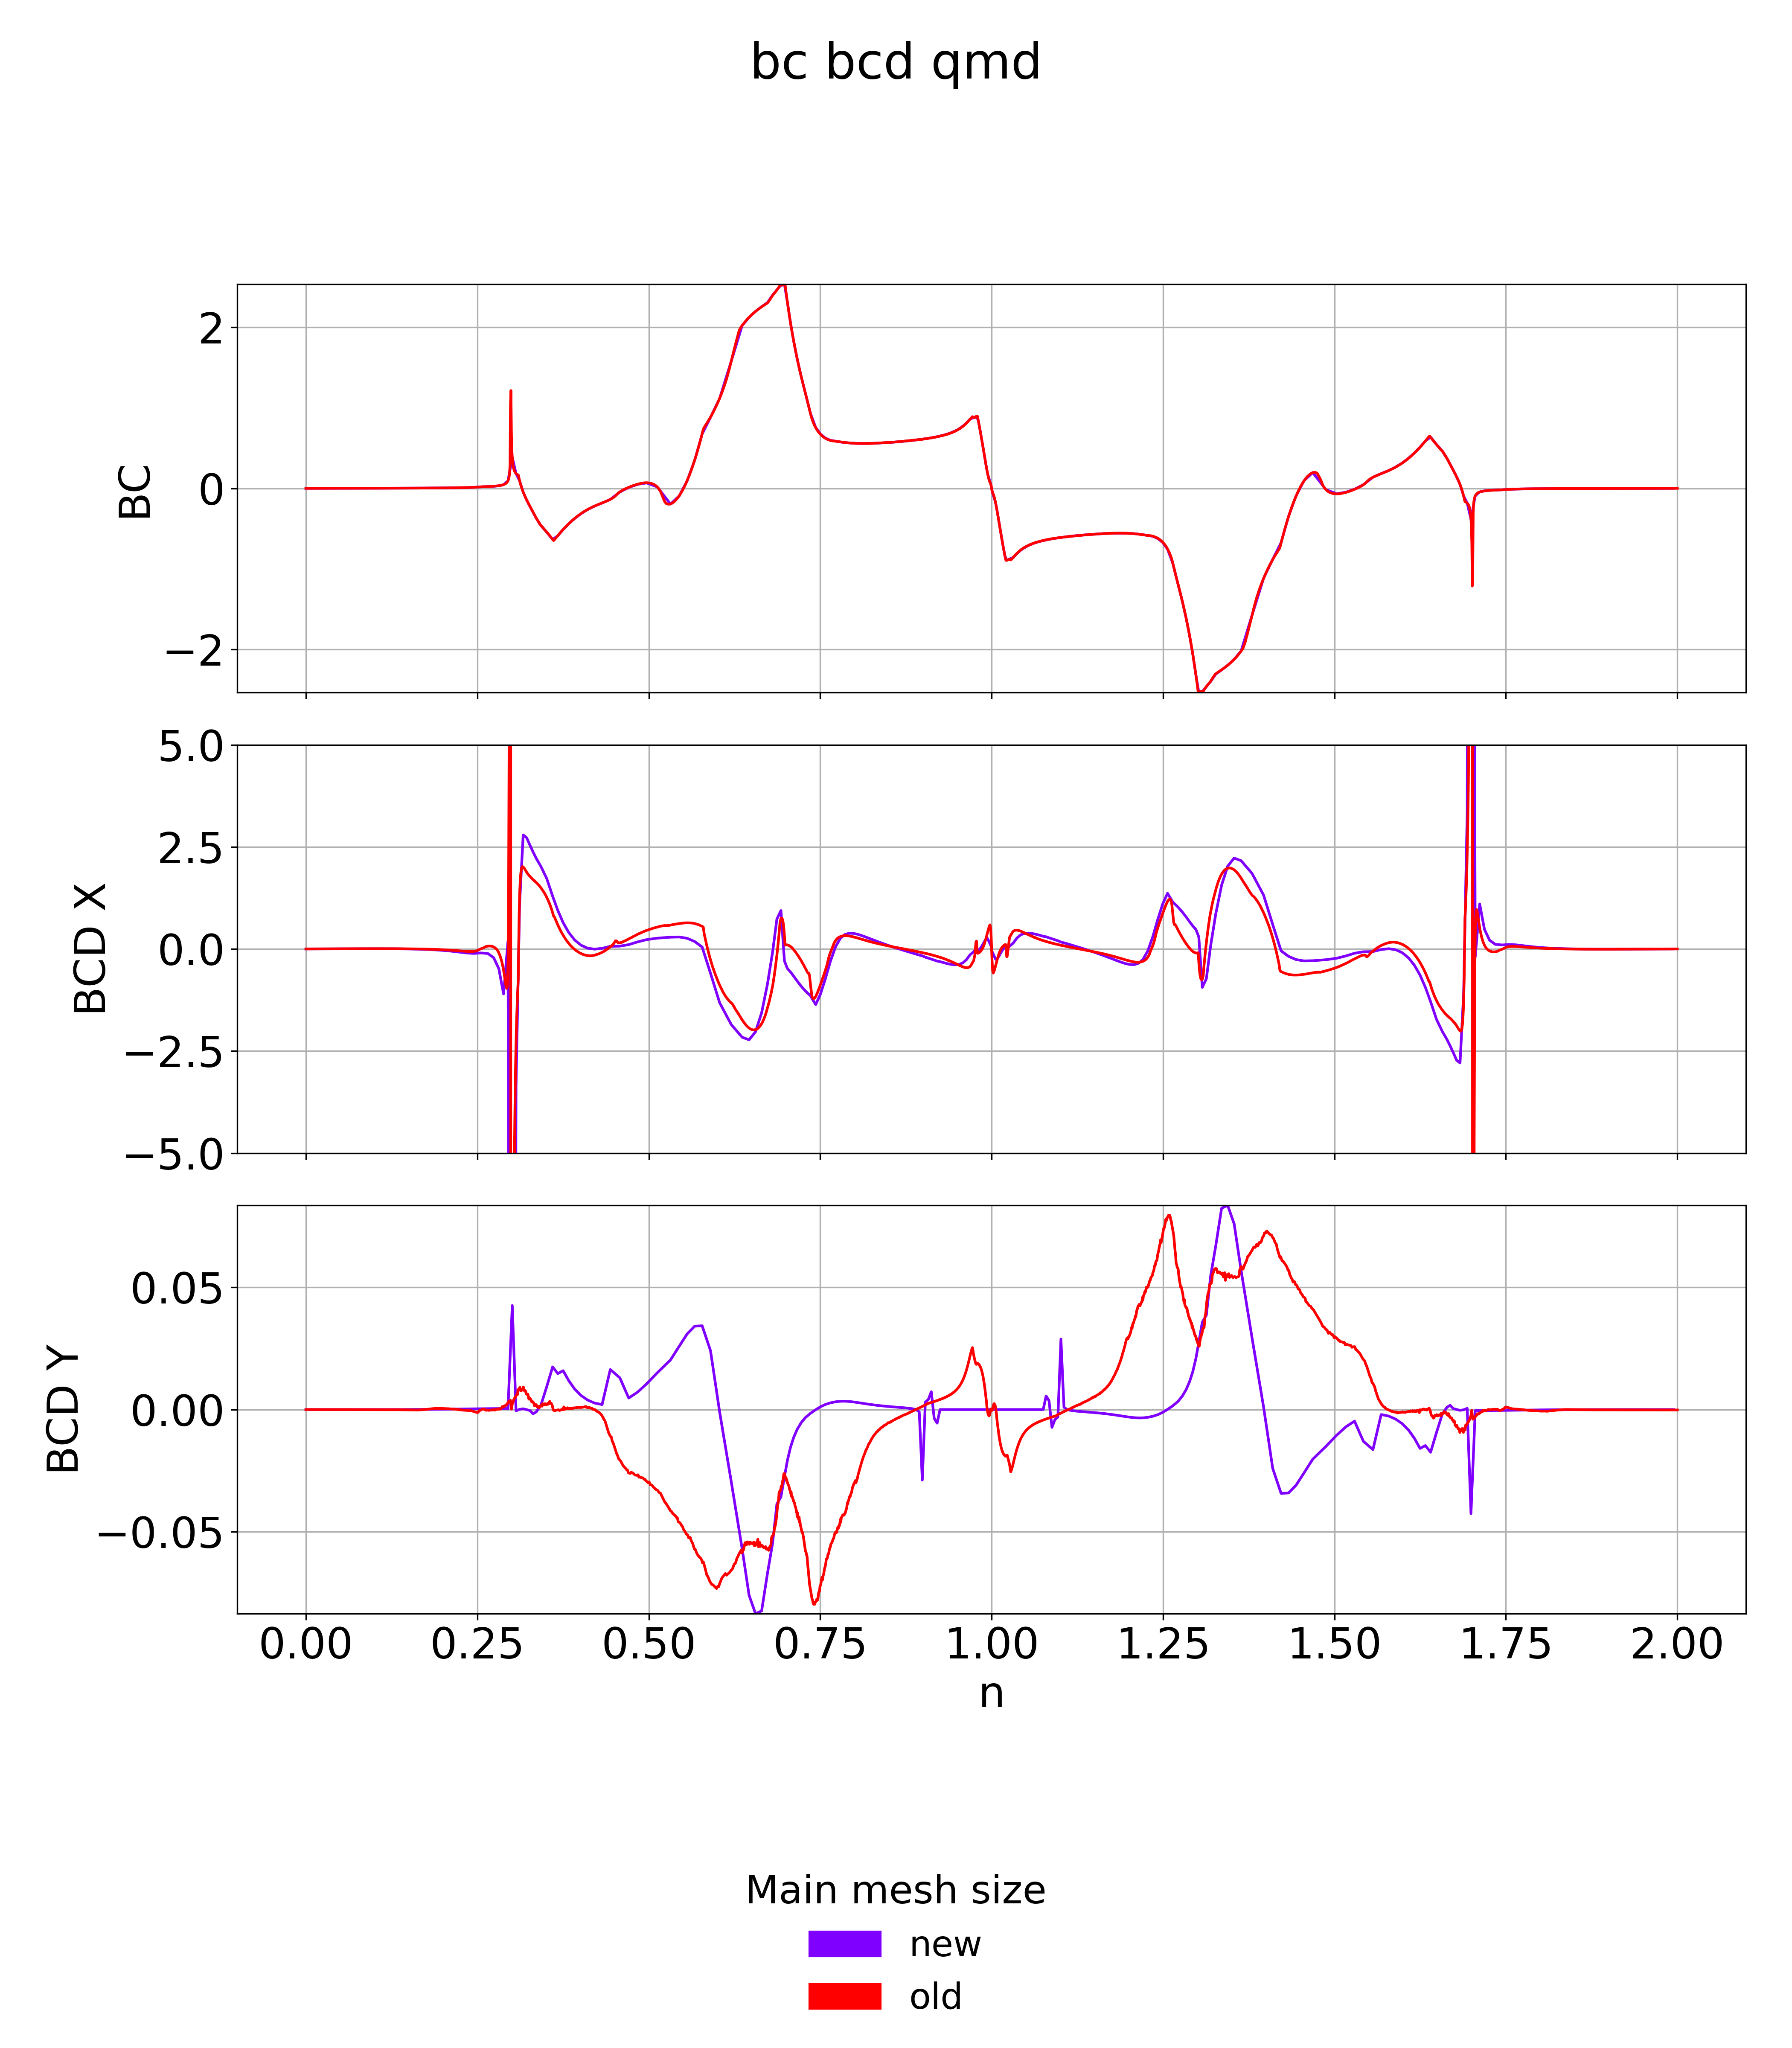 bc bcd qmd
2
0
−2
BC
5.0
2.5
0.0
−2.5
−5.0
BCD X
0.05
0.00
−0.05
BCD Y
0.00 0.25 0.50 0.75 1.00 1.25 1.50 1.75 2.00
n
Main mesh size
new
old